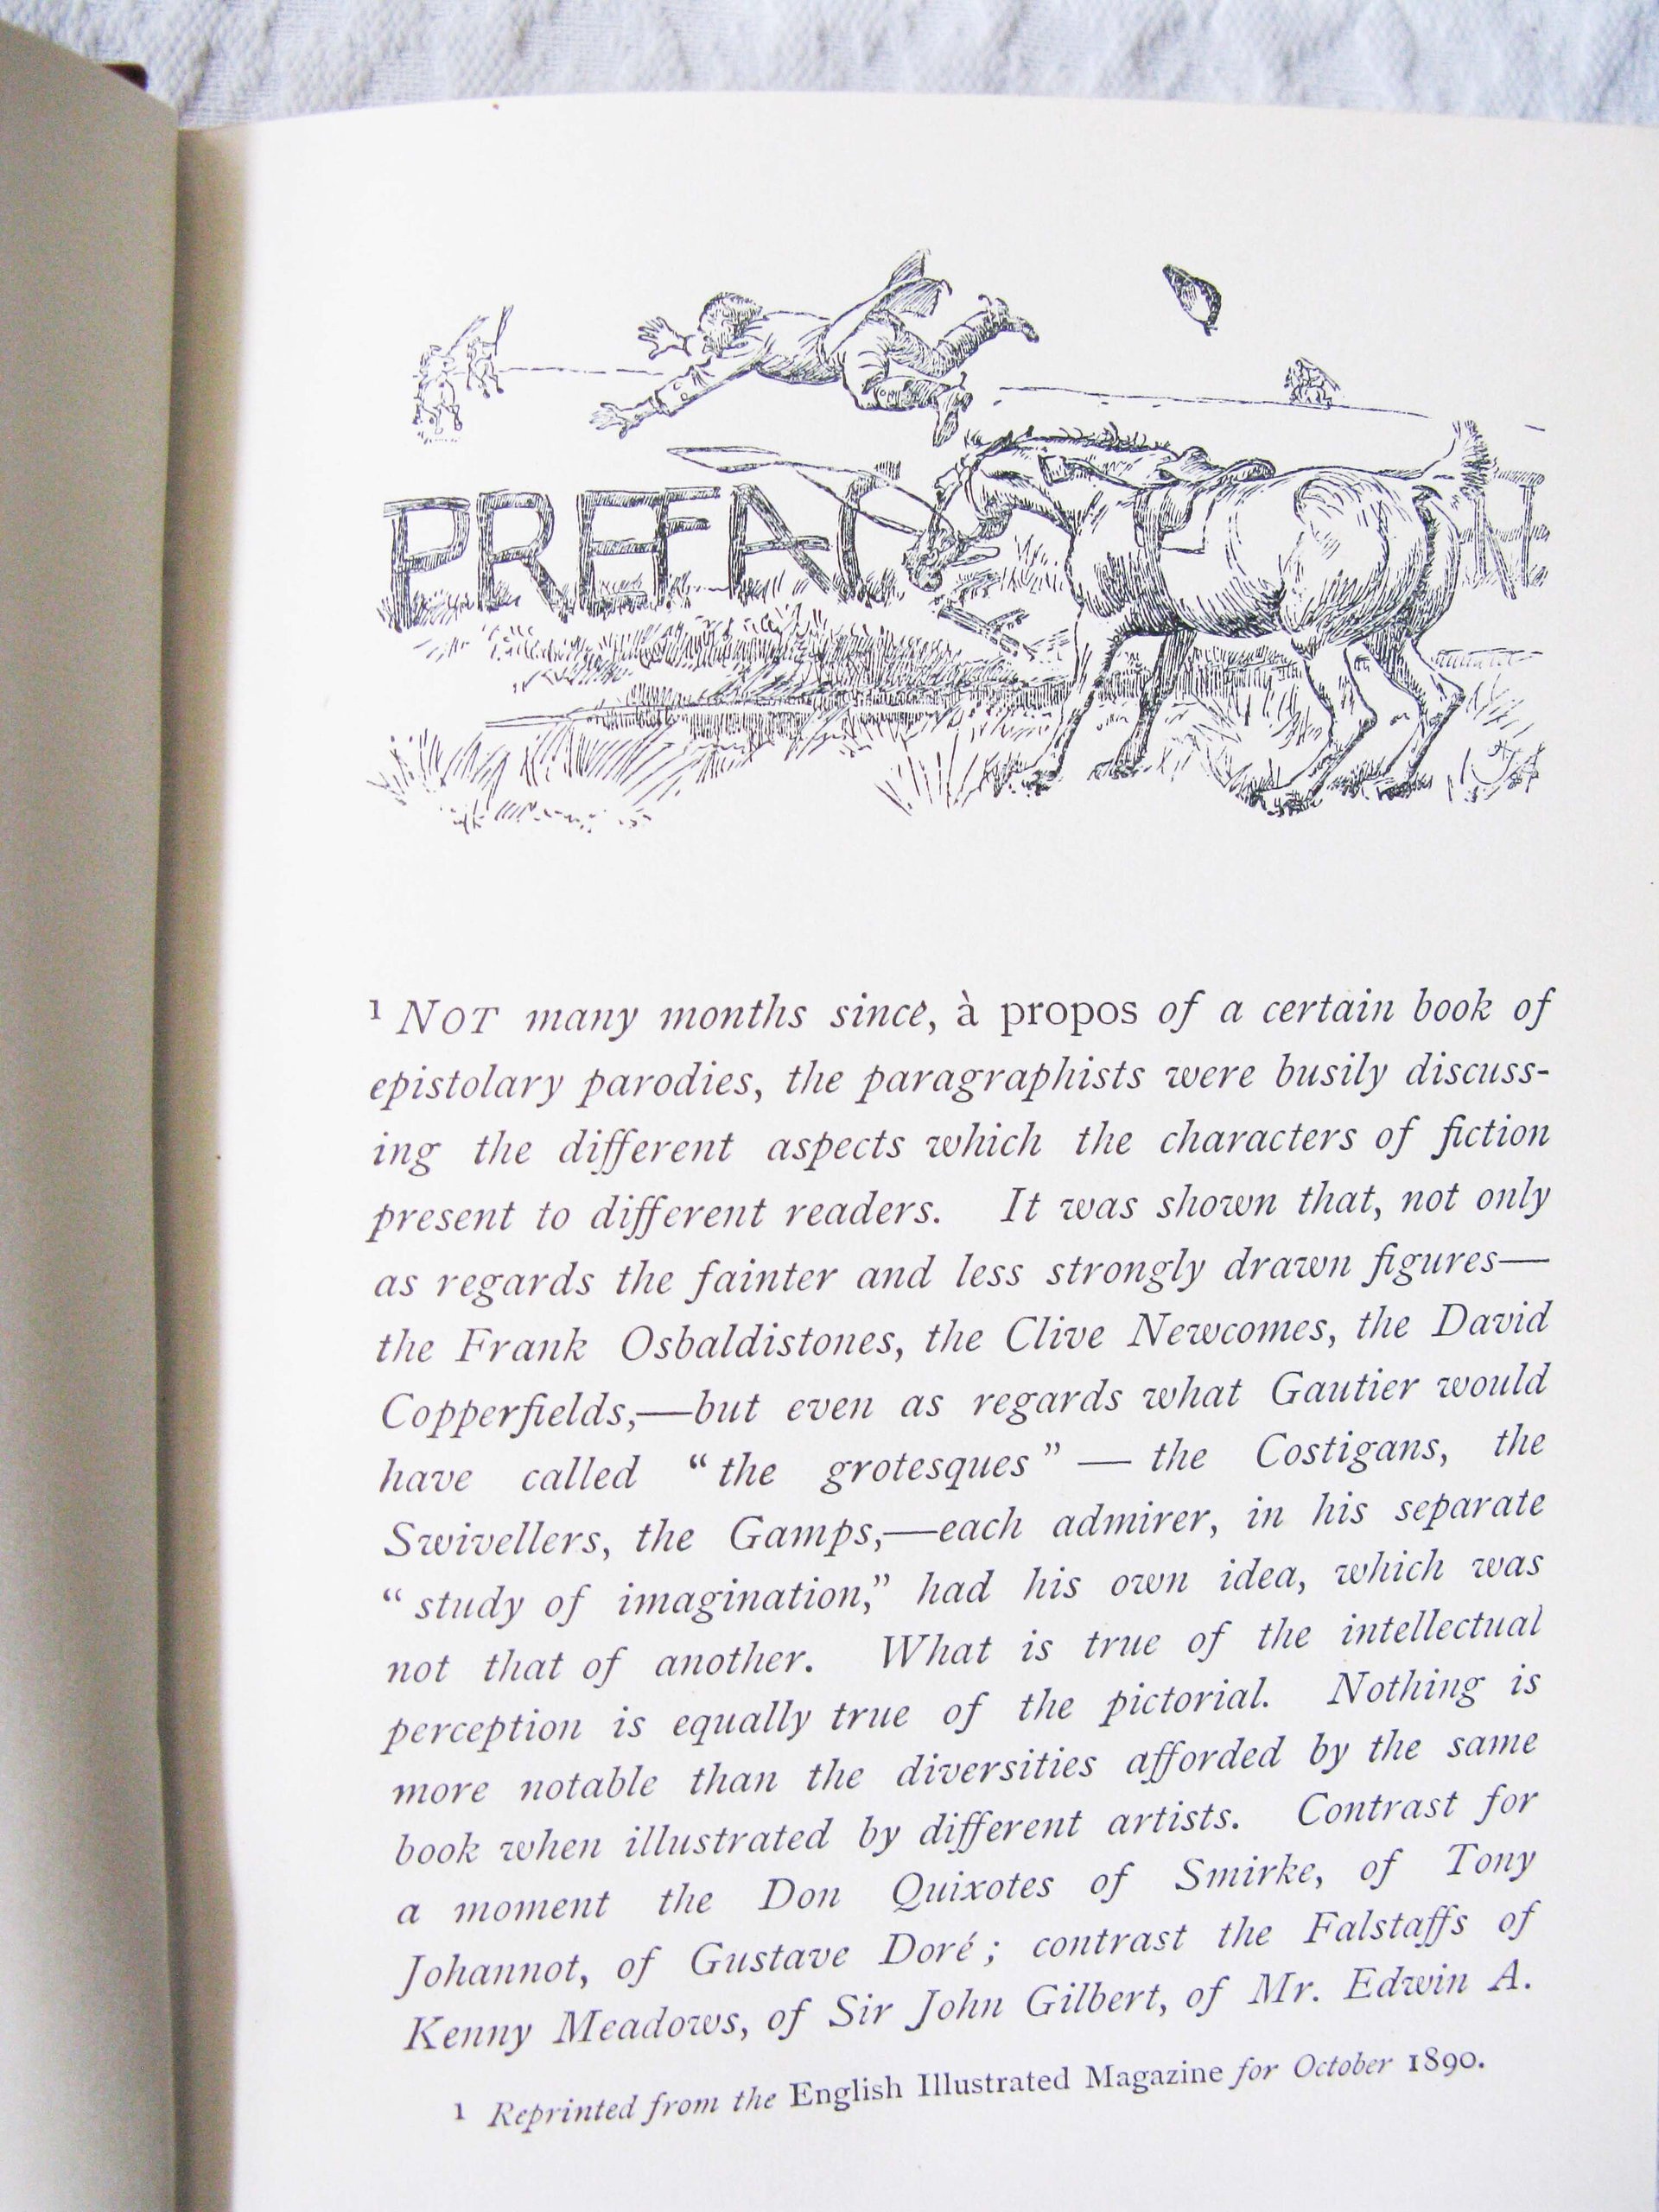 PREFAC N
1 NOT many months since, à propos of a certain book of
epistolary parodies, the paragraphists were busily discuss-
ing the different aspects which the characters of fiction
present to different readers. It was shown that, not only
as regards the fainter and less strongly drawn figures—
the Frank Osbaldistones, the Clive Newcomes, the David
Copperfields,—but even as regards what Gautier would
have called “the grotesques” — the Costigans, the
Swivellers, the Gamps,—each admirer, in his separate
“study of imagination,” had his own idea, which was
not that of another. What is true of the intellectual
perception is equally true of the pictorial. Nothing is
more notable than the diversities afforded by the same
book when illustrated by different artists. Contrast for
a moment the Don Quixotes of Smirke, of Tony
Johannot, of Gustave Doré; contrast the Falstaffs of
Kenny Meadows, of Sir John Gilbert, of Mr. Edwin A.
1 Reprinted from the English Illustrated Magazine for October 1890.